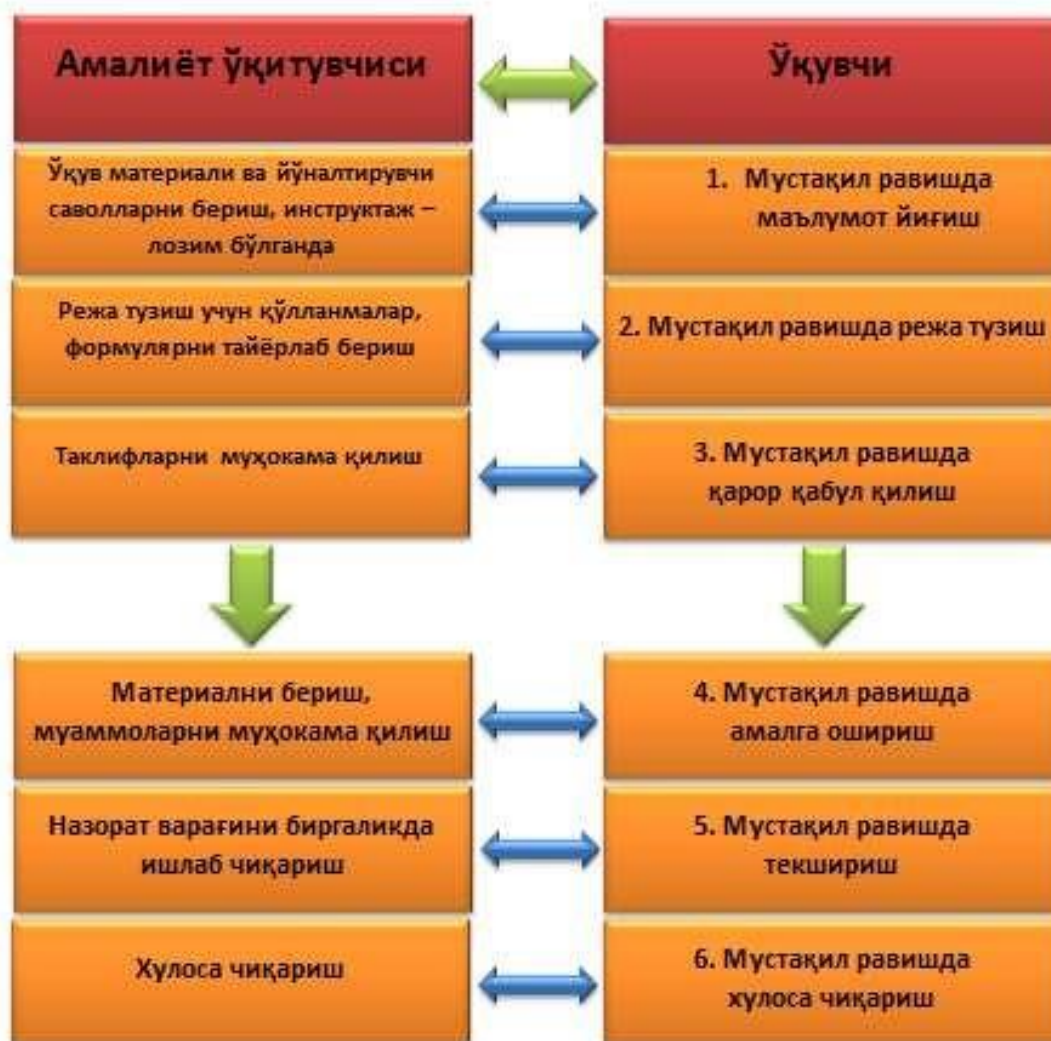 Амалиёт ўқитувчиси
Ўқувчи
Ўқув материали ва йўналтирувчи
саволларни бериш, инструктаж –
лозим бўлганда
1. Мустақил равишда
маълумот йиғиш
Режа тузиш учун қўлланмалар,
формулярни тайёрлаб бериш
2. Мустақил равишда режа тузиш
Таклифларни муҳокама қилиш
3. Мустақил равишда
қарор қабул қилиш
Материални бериш,
муаммоларни муҳокама қилиш
4. Мустақил равишда
амалга ошириш
Назорат варағини биргаликда
ишлаб чиқариш
5. Мустақил равишда
текшириш
Хулоса чиқариш
6. Мустақил равишда
хулоса чиқариш